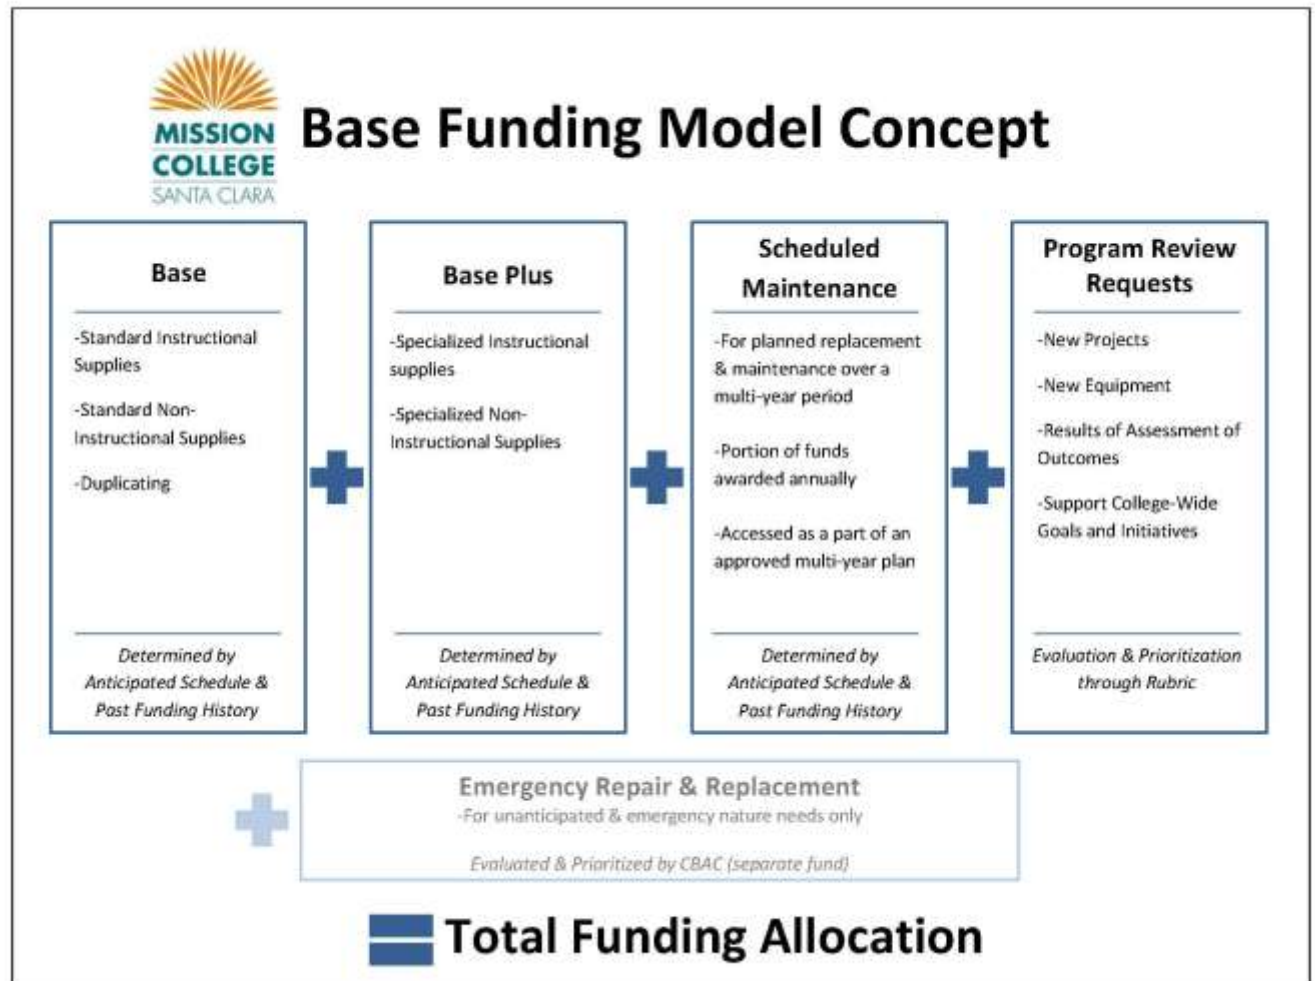 MISSION
COLLEGE
SANTA CLARA
Base Funding Model Concept
Base
-Standard Instructional
Supplies
-Standard Non-
Instructional Supplies
-Duplicating
Determined by
Anticipated Schedule &
Past Funding History
Base Plus
-Specialized Instructional
supplies
-Specialized Non-
Instructional Supplies
Determined by
Anticipated Schedule &
Past Funding History
Scheduled
Maintenance
-For planned replacement
& maintenance over a
multi-year period
-Portion of funds
awarded annually
-Accessed as a part of an
approved multi-year plan
Determined by
Anticipated Schedule &
Past Funding History
Program Review
Requests
-New Projects
-New Equipment
-Results of Assessment of
Outcomes
-Support College-Wide
Goals and Initiatives
Evaluation & Prioritization
through Rubric
Emergency Repair & Replacement
-For unanticipated & emergency nature needs only
Evaluated & Prioritized by CBAC (separate fund)
Total Funding Allocation